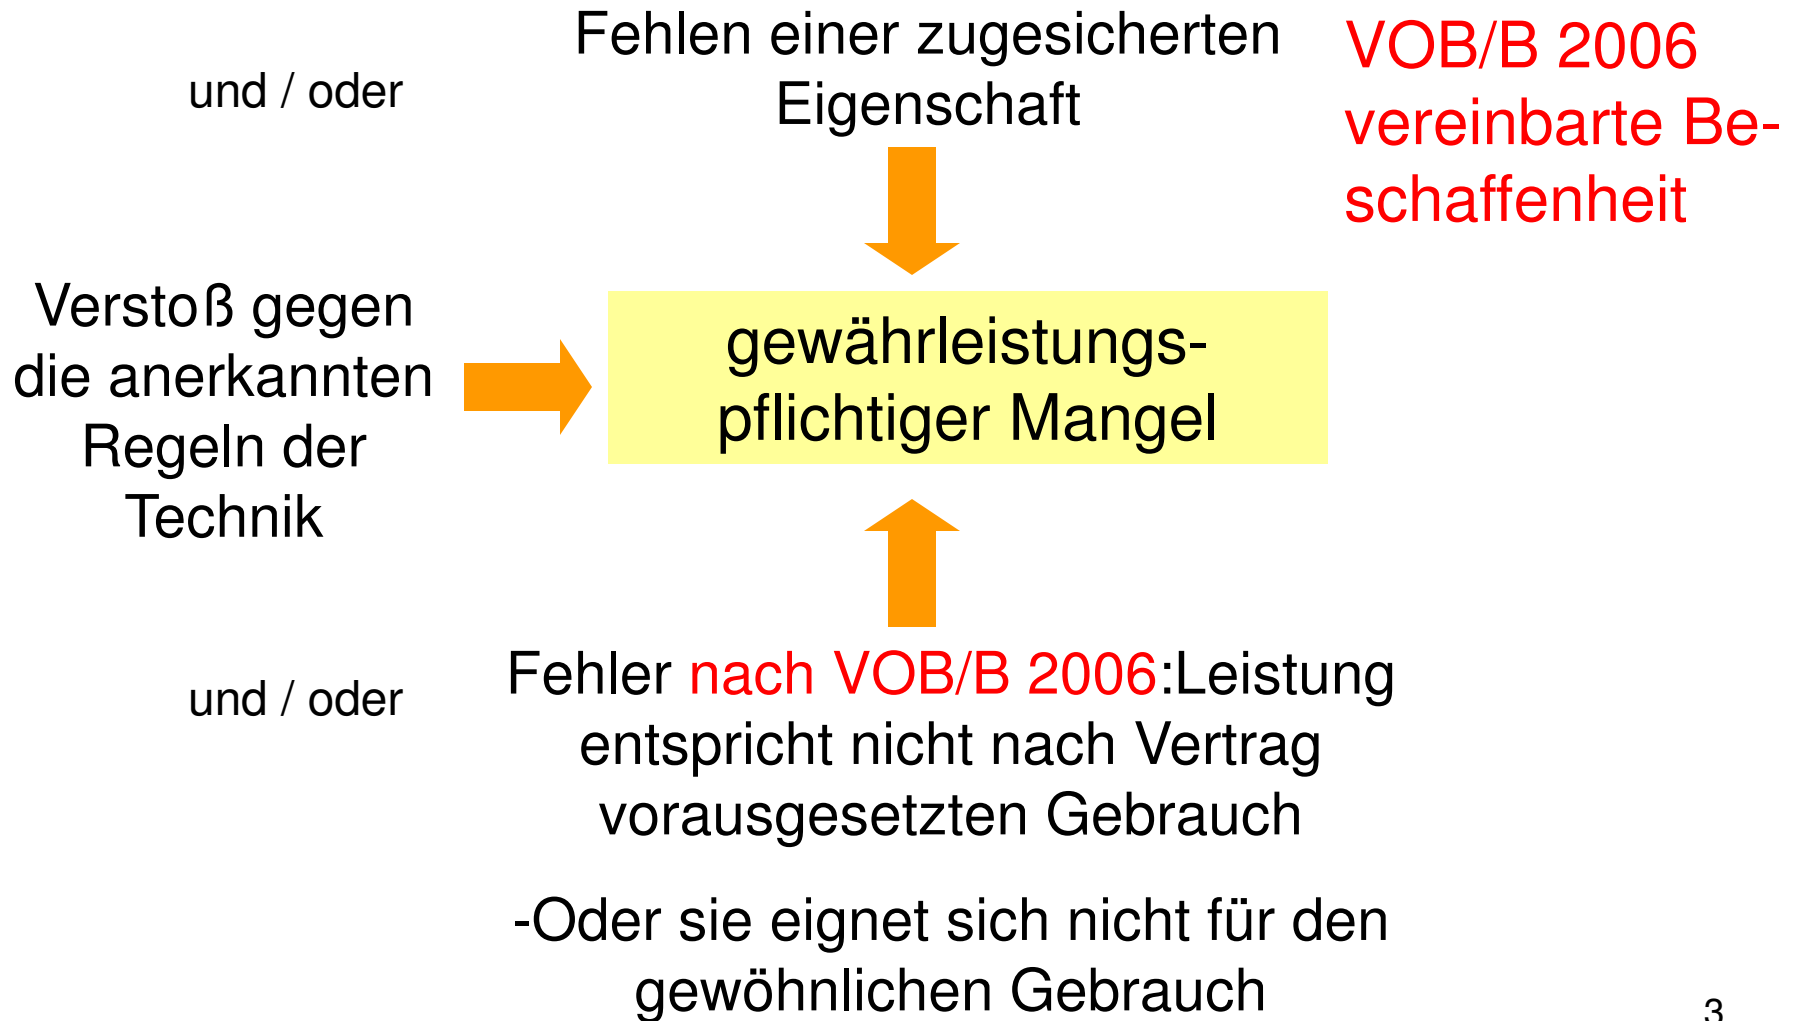 Fehlen einer zugesicherten
Eigenschaft
und / oder
VOB/B 2006
vereinbarte Be-
schaffenheit
Verstoß gegen
die anerkannten
Regeln der
Technik
gewährleistungs-
pflichtiger Mangel
und / oder
Fehler nach VOB/B 2006:Leistung
entspricht nicht nach Vertrag
vorausgesetzten Gebrauch
-Oder sie eignet sich nicht für den
gewöhnlichen Gebrauch
3